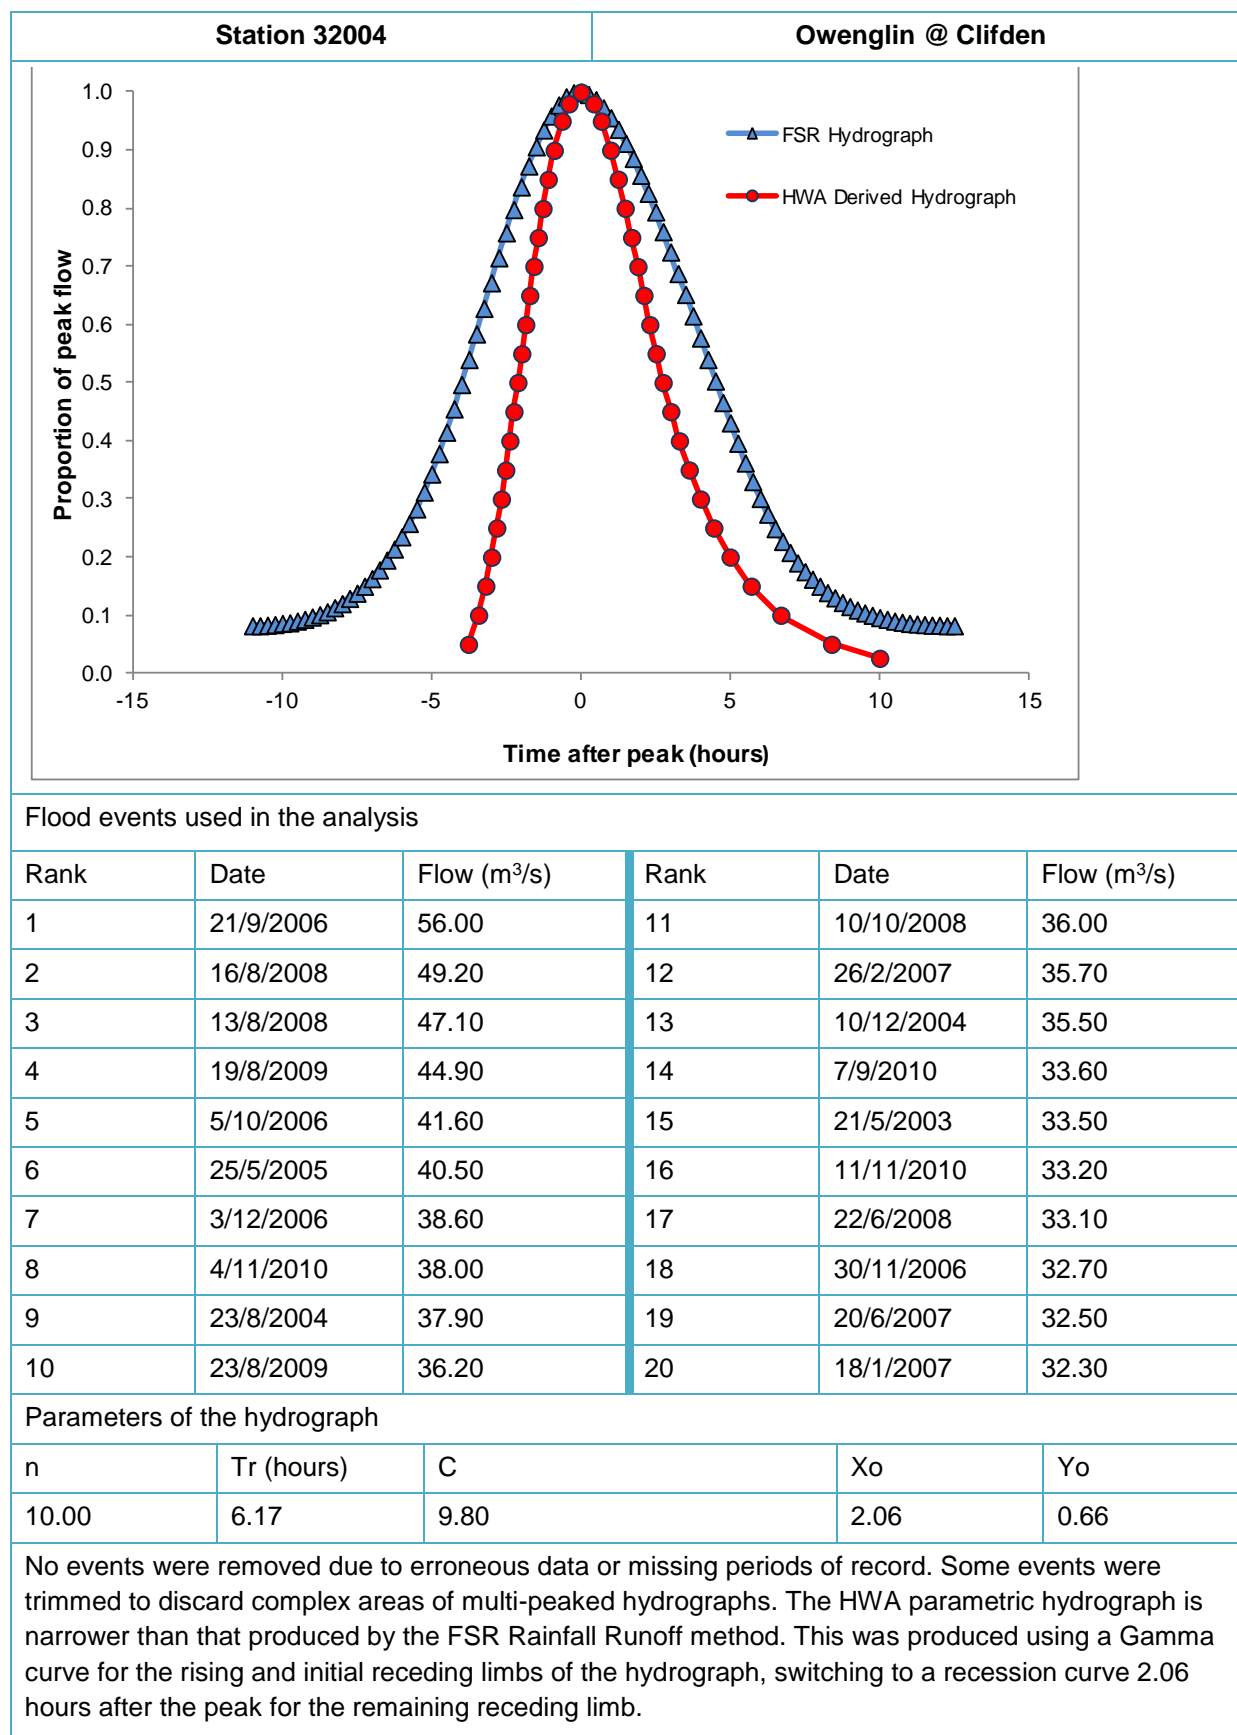 Station 32004 Owenglin @ Clifden
1.0
0.9
0.8
0.7
0.6
0.5
0.4
0.3
0.2
0.1
0.0
Proportion of peak flow
FSR Hydrograph
HWA Derived Hydrograph
-15 -10 -5 0 5 10 15
Time after peak (hours)
Flood events used in the analysis
Rank Date Flow (m³/s) Rank Date Flow (m³/s)
1 21/9/2006 56.00 11 10/10/2008 36.00
2 16/8/2008 49.20 12 26/2/2007 35.70
3 13/8/2008 47.10 13 10/12/2004 35.50
4 19/8/2009 44.90 14 7/9/2010 33.60
5 5/10/2006 41.60 15 21/5/2003 33.50
6 25/5/2005 40.50 16 11/11/2010 33.20
7 3/12/2006 38.60 17 22/6/2008 33.10
8 4/11/2010 38.00 18 30/11/2006 32.70
9 23/8/2004 37.90 19 20/6/2007 32.50
10 23/8/2009 36.20 20 18/1/2007 32.30
Parameters of the hydrograph
n Tr (hours) C Xo Yo
10.00 6.17 9.80 2.06 0.66
No events were removed due to erroneous data or missing periods of record. Some events were
trimmed to discard complex areas of multi-peaked hydrographs. The HWA parametric hydrograph is
narrower than that produced by the FSR Rainfall Runoff method. This was produced using a Gamma
curve for the rising and initial receding limbs of the hydrograph, switching to a recession curve 2.06
hours after the peak for the remaining receding limb.